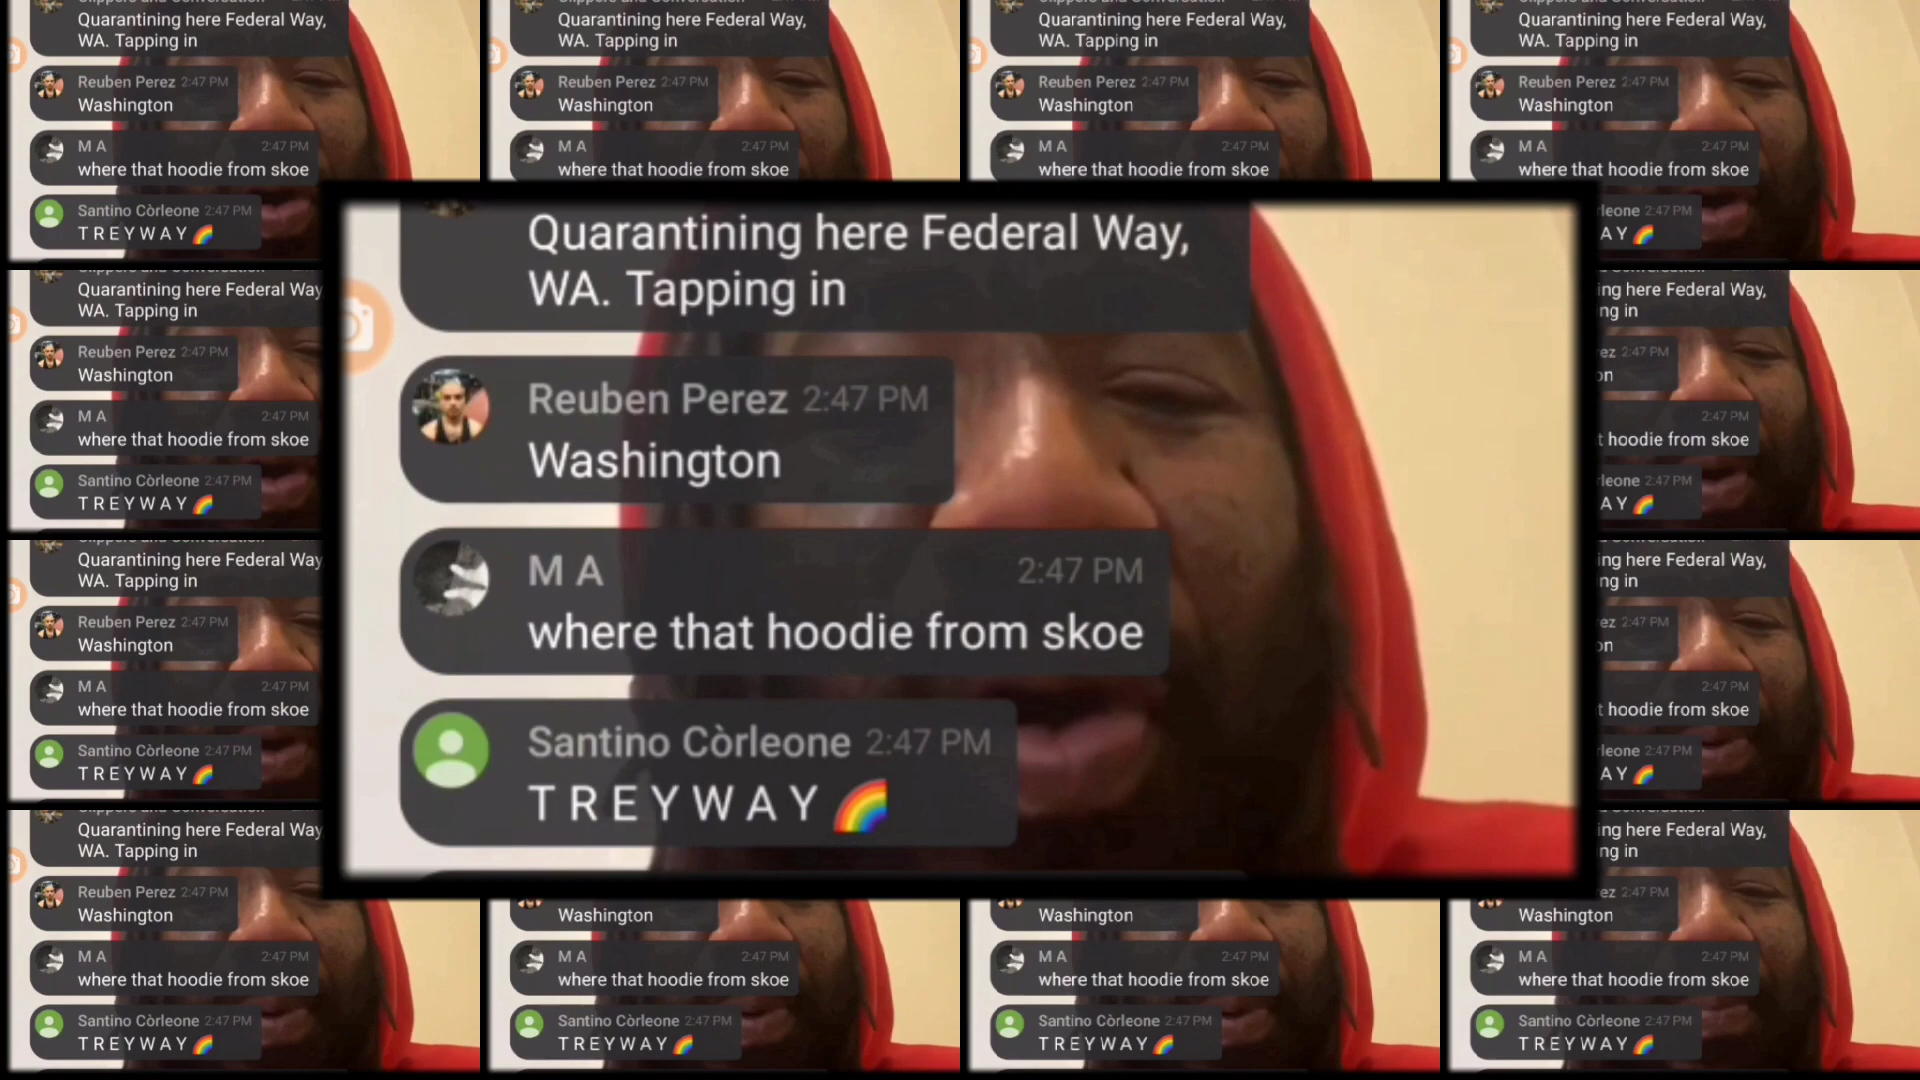 Quarantining here Federal Way,
WA. Tapping in
Reuben Perez 2:47 PM
Washington
M A 2:47 PM
where that hoodie from skoe
Santino Còrleone 2:47 PM
T R E Y W A Y 🌈